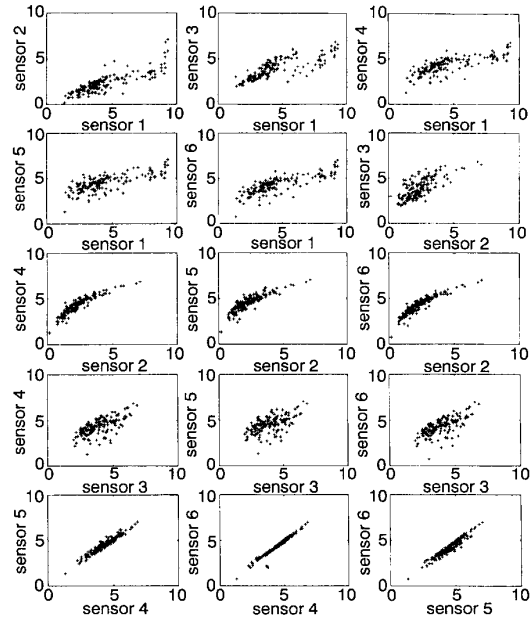 10 10 10
sensor 2 sensor 3 sensor 4
5 5 5
0 0 0
0 5 10 0 5 10 0 5 10
sensor 1 sensor 1 sensor 1
10 10 10
sensor 5 sensor 6 sensor 3
5 5 5
0 0 0
0 5 10 0 5 10 0 5 10
sensor 1 sensor 1 sensor 2
10 10 10
sensor 4 sensor 5 sensor 6
5 5 5
0 0 0
0 5 10 0 5 10 0 5 10
sensor 2 sensor 2 sensor 2
10 10 10
sensor 4 sensor 5 sensor 6
5 5 5
0 0 0
0 5 10 0 5 10 0 5 10
sensor 3 sensor 3 sensor 3
10 10 10
sensor 5 sensor 6 sensor 6
5 5 5
0 0 0
0 5 10 0 5 10 0 5 10
sensor 4 sensor 4 sensor 5